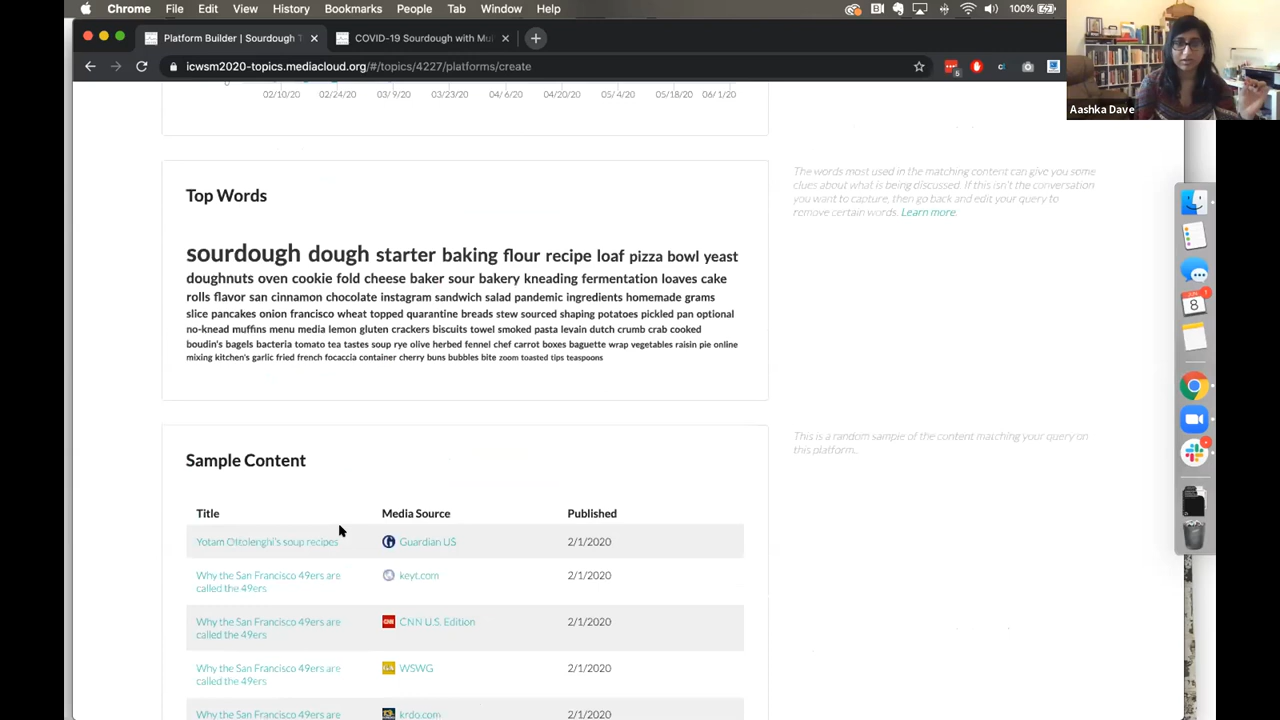 Chrome File Edit View History Bookmarks People Tab Window Help 100%
Platform Builder | Sourdough T
icwsm2020-topics.mediacloud.org/#/topics/
platforms/create
Aashka Dave
02/10/20 02/24/20 03/ 9/20 03/23/20 04/ 6/20 04/20/20 05/ 4/20 05/18/20 06/ 1/20
Top Words
sourdough dough starter baking flour recipe loaf pizza bowl yeast
doughnuts oven cookie fold cheese baker sour bakery kneading fermentation loaves cake
rolls flavor san cinnamon chocolate instagram sandwich salad pandemic ingredients homemade grams
slice pancakes onion francisco wheat topped quarantine breads stew sourced shaping potatoes pickled pan optional
no-knead muffins menu media lemon gluten crackers biscuits towel smoked pasta levain dutch crumb crab cooked
boudin's bagels bacteria tomato tea tastes soup rye olive herbed fennel chef carrot boxes baguette wrap vegetables raisin pie online
mixing kitchen's garlic fried french focaccia container cherry buns bubbles bite zoom toasted tips teaspoons
The words most used in the matching content can give you some
clues about what is being discussed. If this isn't the conversation
you want to capture, then go back and edit your query to
remove certain words. Learn more.
Sample Content
This is a random sample of the content matching your query on
this platform..
Title Media Source Published
Yotam Ottolenghi's soup recipes Guardian US 2/1/2020
Why the San Francisco 49ers are
called the 49ers
keyt.com 2/1/2020
Why the San Francisco 49ers are
called the 49ers
CNN U.S. Edition 2/1/2020
Why the San Francisco 49ers are
called the 49ers
WSWG 2/1/2020
Why the San Francisco 49ers are
krdo.com 2/1/2020
JUN
8